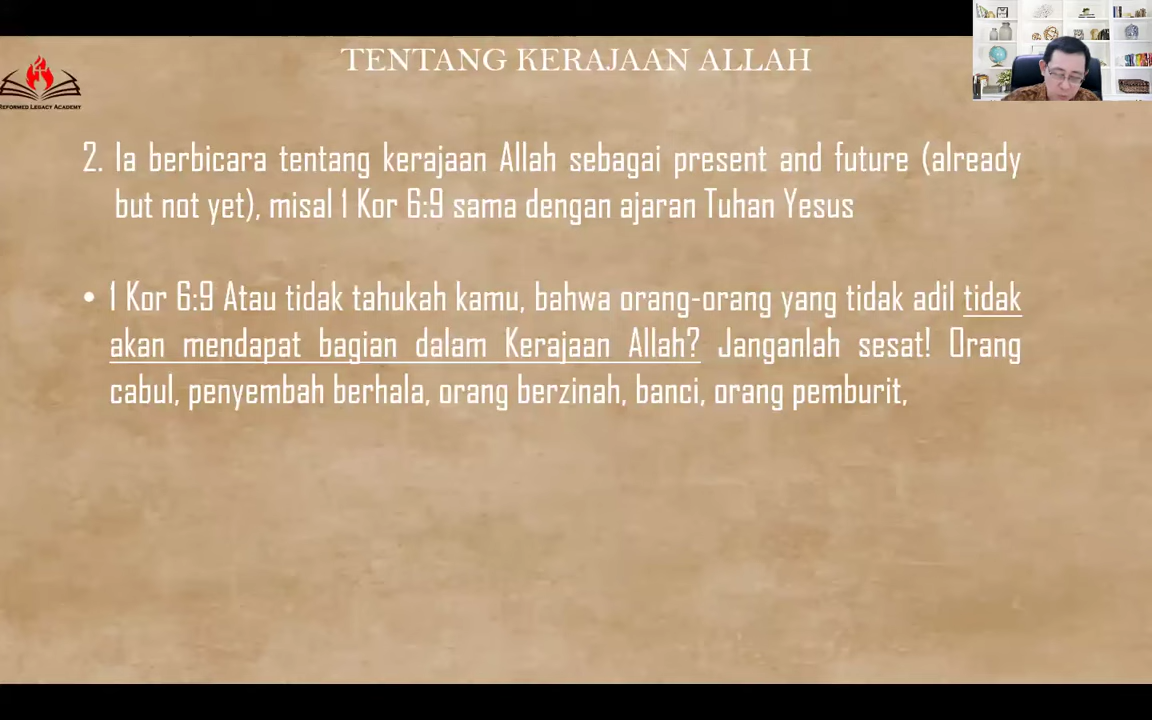 TENTANG KERAJAAN ALLAH
REFORMED LEGACY ACADEMY
2. Ia berbicara tentang kerajaan Allah sebagai present and future (already
but not yet), misal 1 Kor 6:9 sama dengan ajaran Tuhan Yesus
• 1 Kor 6:9 Atau tidak tahukah kamu, bahwa orang-orang yang tidak adil tidak
akan mendapat bagian dalam Kerajaan Allah? Janganlah sesat! Orang
cabul, penyembah berhala, orang berzinah, banci, orang pemburit,